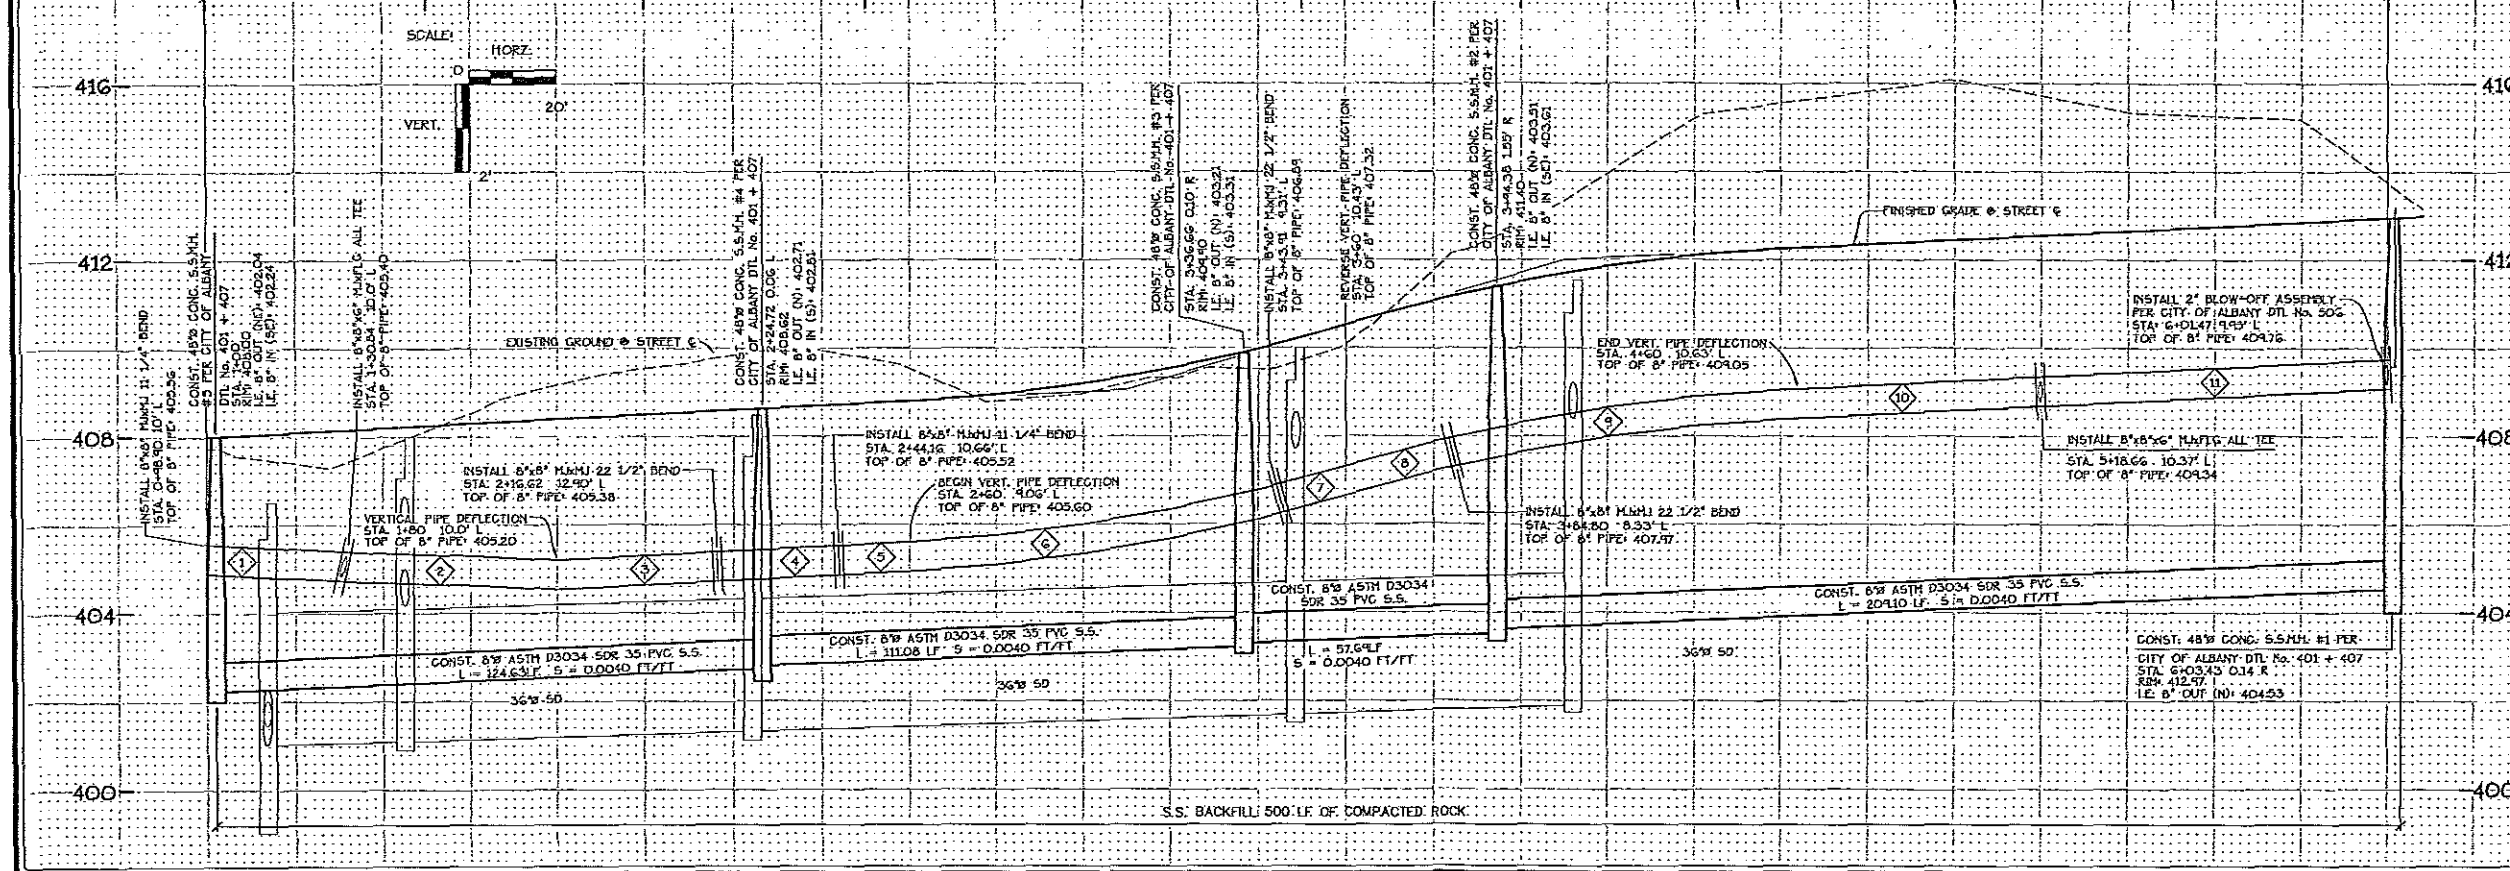 SCALE:
HORZ.
0
20'
VERT.
2'
416
412
408
404
400
INSTALL 8"x8" MJxMJ 11 1/4° BEND
STA. 0+98.90 10' L
TOP OF 8" PIPE: 405.56
CONST. 48"Ø CONC. S.S.M.H.
#5 PER CITY OF ALBANY
DTL No. 401 + 407
STA. 1+00
RIM: 408.00
I.E. 8" OUT (NE): 402.04
I.E. 8" IN (SE): 402.24
INSTALL 8"x8"x6" MJxFLG ALL TEE
STA. 1+30.84 10.0' L
TOP OF 8" PIPE: 405.40
EXISTING GROUND @ STREET ℄
VERTICAL PIPE DEFLECTION
STA. 1+80 10.0' L
TOP OF 8" PIPE: 405.20
INSTALL 8"x8" MJxMJ 22 1/2° BEND
STA. 2+16.62 12.90' L
TOP OF 8" PIPE: 405.38
CONST. 48"Ø CONC. S.S.M.H. #4 PER
CITY OF ALBANY DTL No. 401 + 407
STA. 2+24.72 0.06' L
RIM: 408.62
I.E. 8" OUT (N): 402.71
I.E. 8" IN (S): 402.81
INSTALL 8"x8" MJxMJ 11 1/4° BEND
STA. 2+44.16 10.66' L
TOP OF 8" PIPE: 405.52
BEGIN VERT. PIPE DEFLECTION
STA. 2+60 9.06' L
TOP OF 8" PIPE: 405.60
CONST. 48"Ø CONC. S.S.M.H. #3 PER
CITY OF ALBANY DTL No. 401 + 407
STA. 3+36.66 0.10' R
RIM: 409.90
I.E. 8" OUT (N): 403.21
I.E. 8" IN (S): 403.31
INSTALL 8"x8" MJxMJ 22 1/2° BEND
STA. 3+43.91 9.31' L
TOP OF 8" PIPE: 406.89
REVERSE VERT. PIPE DEFLECTION
STA. 3+60 10.43' L
TOP OF 8" PIPE: 407.32
CONST. 48"Ø CONC. S.S.M.H. #2 PER
CITY OF ALBANY DTL No. 401 + 407
STA. 3+94.38 1.85' R
RIM: 411.40
I.E. 8" OUT (N): 403.51
I.E. 8" IN (SE): 403.61
FINISHED GRADE @ STREET ℄
INSTALL 2" BLOW-OFF ASSEMBLY
PER CITY OF ALBANY DTL No. 506
STA. 6+01.47 9.93' L
TOP OF 8" PIPE: 409.76
END VERT. PIPE DEFLECTION
STA. 4+60 10.63' L
TOP OF 8" PIPE: 409.05
INSTALL 8"x8"x6" MJxFLG ALL TEE
STA. 5+18.66 10.37' L
TOP OF 8" PIPE: 409.34
INSTALL 8"x8" MJxMJ 22 1/2° BEND
STA. 3+84.80 8.33' L
TOP OF 8" PIPE: 407.97
1
2
3
4
5
6
7
8
9
10
11
CONST. 8"Ø ASTM D3034 SDR 35 PVC S.S.
L = 124.63 LF S = 0.0040 FT/FT
CONST. 8"Ø ASTM D3034 SDR 35 PVC S.S.
L = 111.08 LF S = 0.0040 FT/FT
CONST. 8"Ø ASTM D3034
SDR 35 PVC S.S.
L = 57.69LF
S = 0.0040 FT/FT
CONST. 8"Ø ASTM D3034 SDR 35 PVC S.S.
L = 209.10 LF S = 0.0040 FT/FT
36"Ø SD
36"Ø SD
36"Ø SD
CONST. 48"Ø CONC. S.S.M.H. #1 PER
CITY OF ALBANY DTL No. 401 + 407
STA. 6+03.43 0.14' R
RIM: 412.97
I.E. 8" OUT (N): 404.53
S.S. BACKFILL: 500 LF OF COMPACTED ROCK
408
404
400